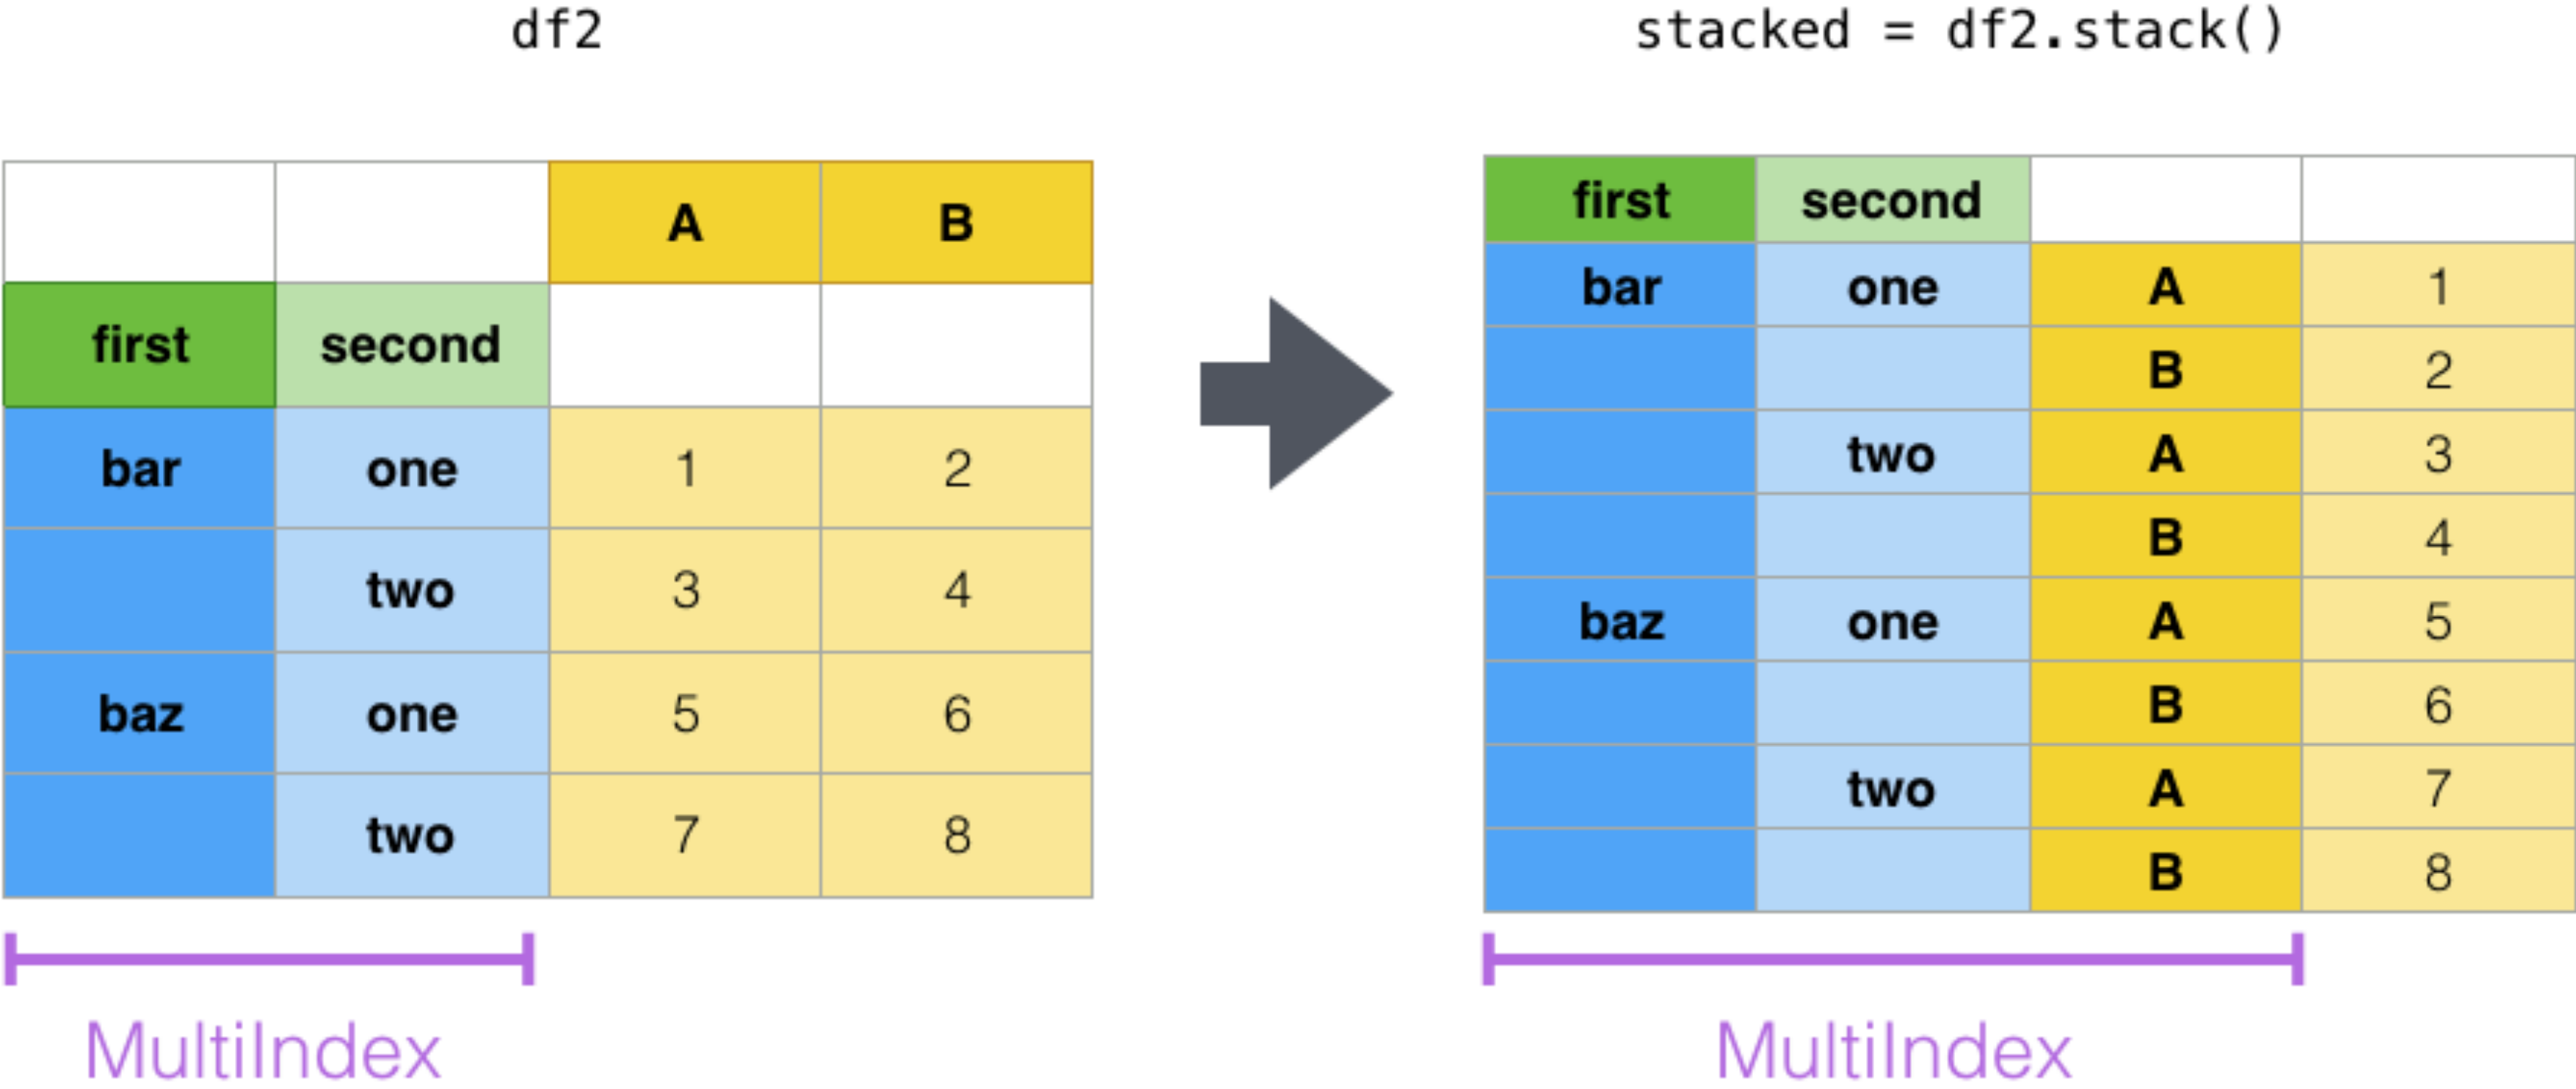 df2
stacked = df2.stack()
A B
first second
bar one 1 2
two 3 4
baz one 5 6
two 7 8
MultiIndex
first second
bar one A 1
B 2
two A 3
B 4
baz one A 5
B 6
two A 7
B 8
MultiIndex